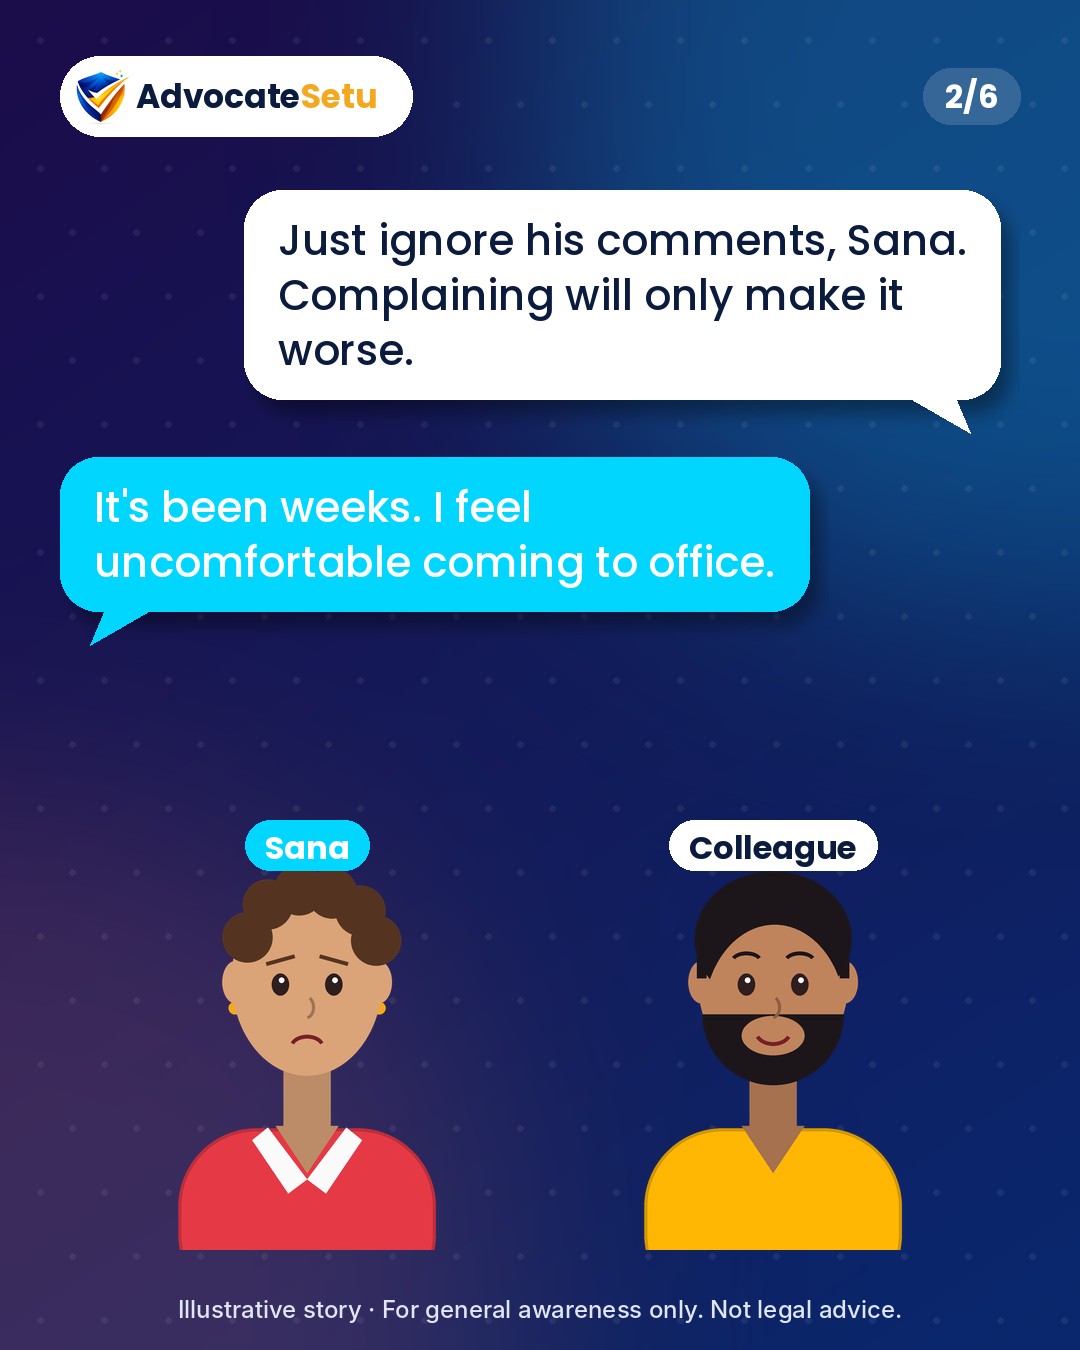 AdvocateSetu
2/6
Just ignore his comments, Sana.
Complaining will only make it
worse.
It's been weeks. I feel
uncomfortable coming to office.
Sana
Colleague
Illustrative story · For general awareness only. Not legal advice.